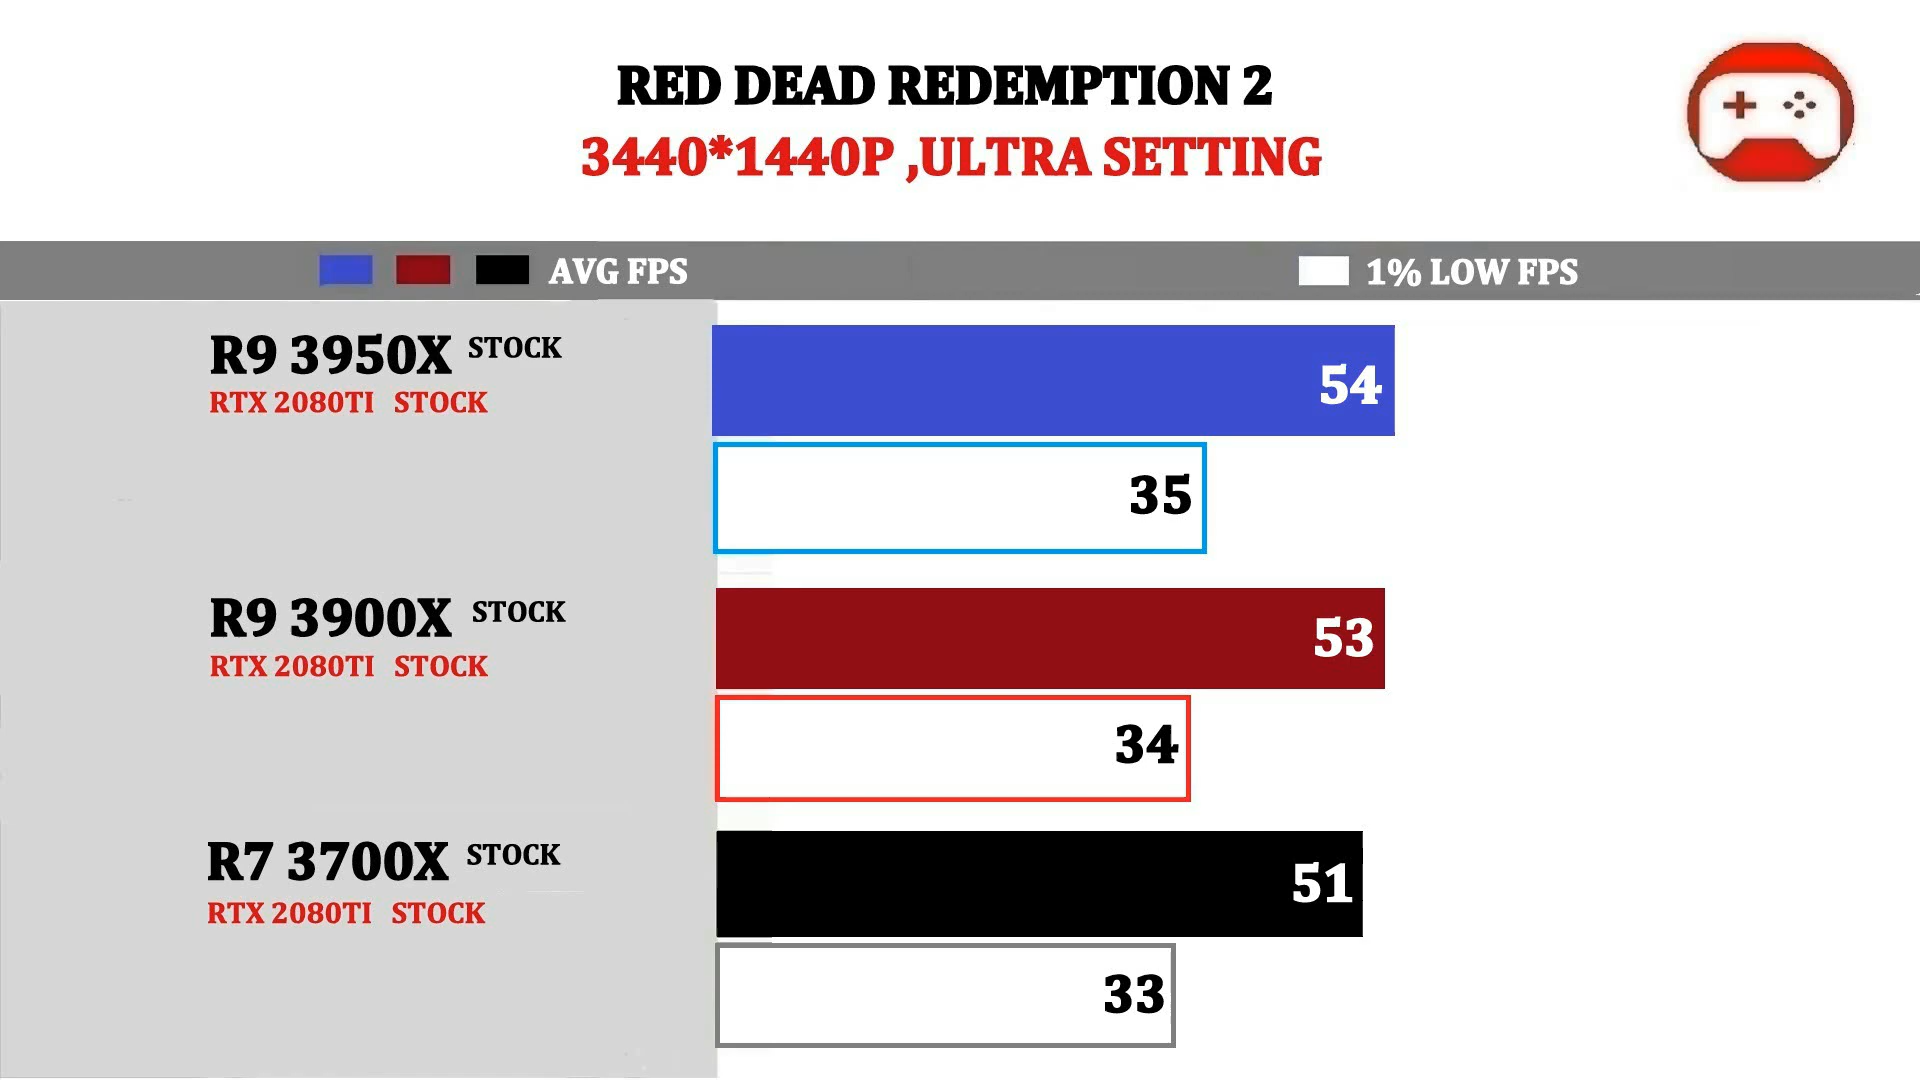 RED DEAD REDEMPTION 2
3440*1440P ,ULTRA SETTING
AVG FPS
1% LOW FPS
R9 3950X STOCK
RTX 2080TI STOCK
54
35
R9 3900X STOCK
RTX 2080TI STOCK
53
34
R7 3700X STOCK
RTX 2080TI STOCK
51
33